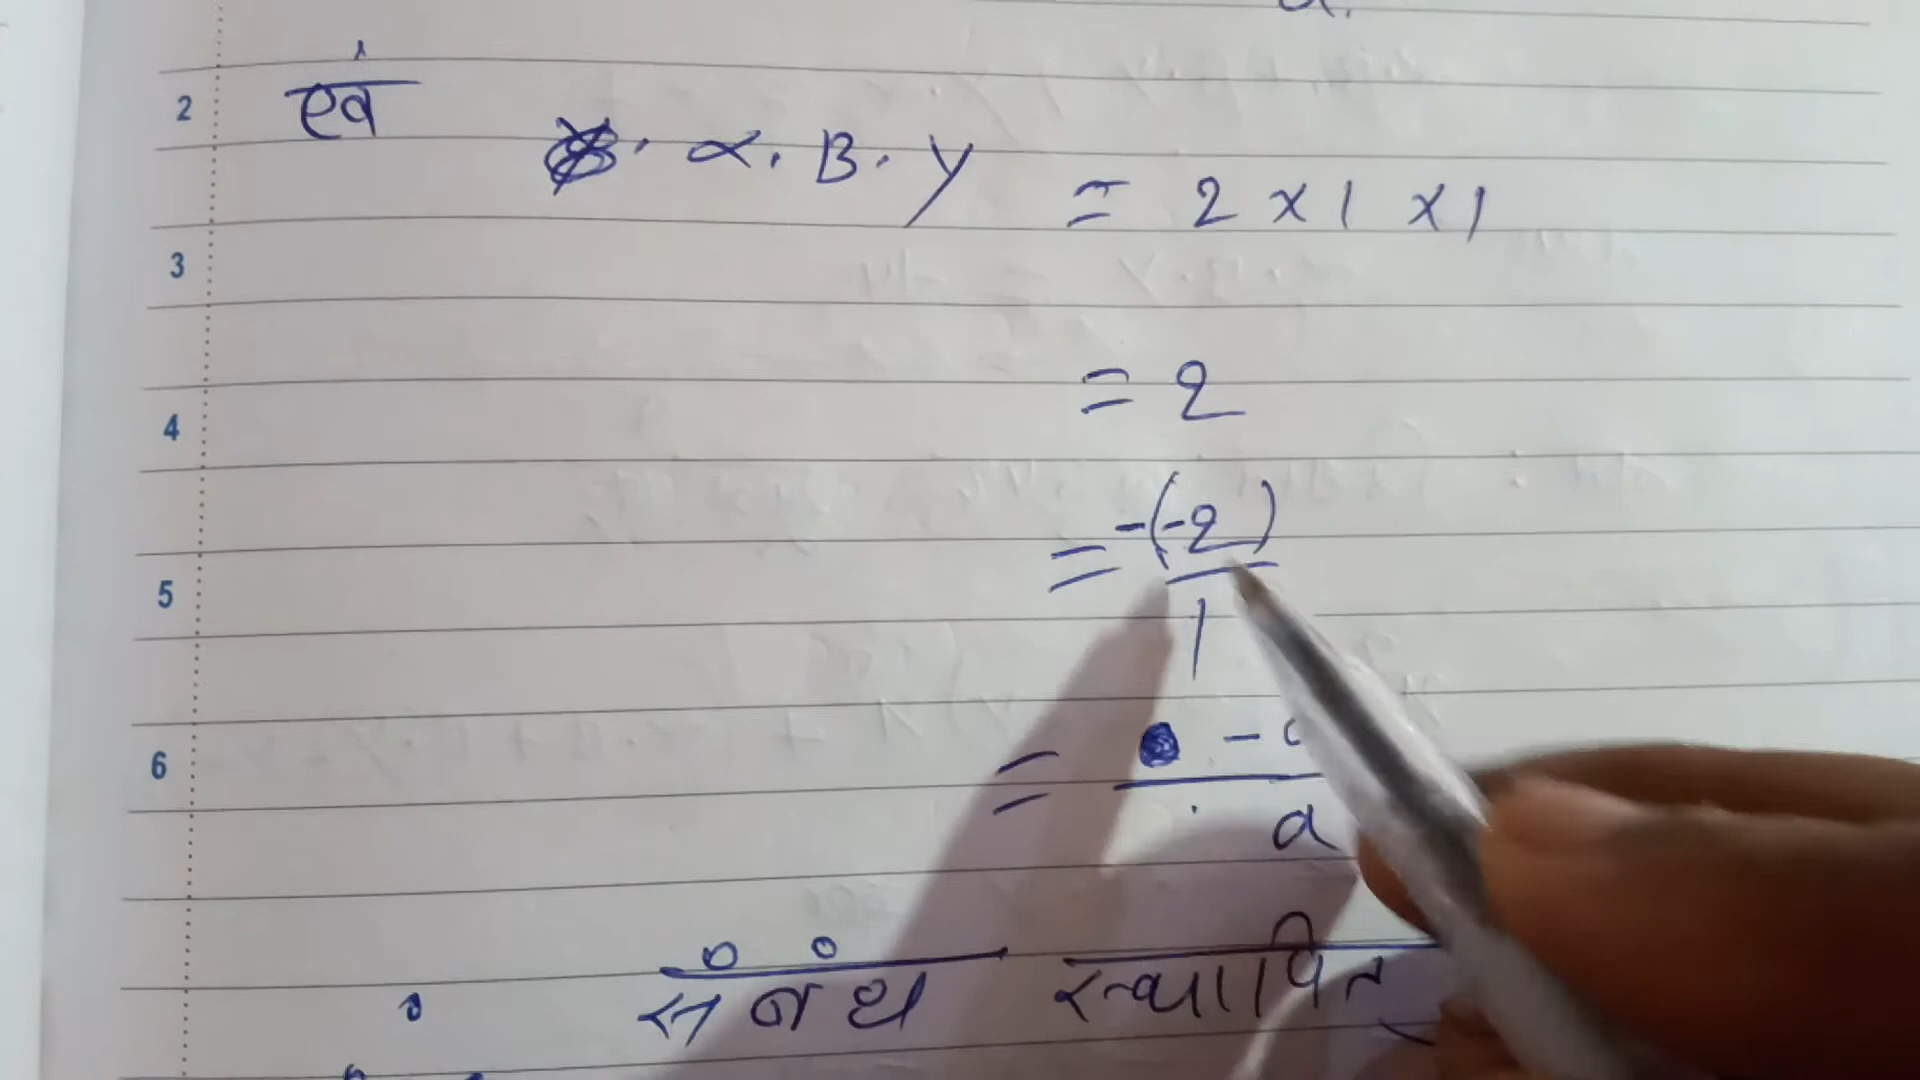 2
एवं
α. B. γ = 2 × 1 × 1
3
= 2
4
= -(-2)
5
1
6
= -
a
संबंध स्थापित